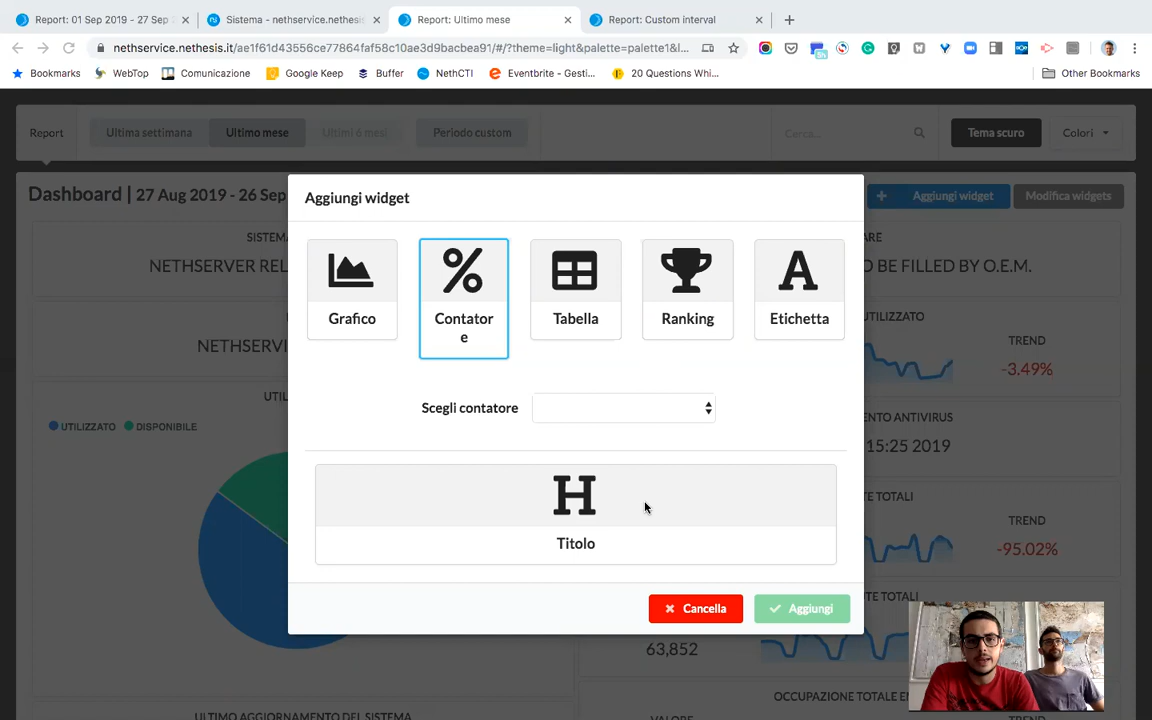 Report: 01 Sep 2019 - 27 Sep 2
Sistema - nethservice.nethesis
Report: Ultimo mese
Report: Custom interval
nethservice.nethesis.it/ae1f61d43556ce77864faf58c10ae3d9bacbea91/#/?theme=light&palette=palette1&l...
Bookmarks
WebTop
Comunicazione
Google Keep
Buffer
NethCTI
Eventbrite - Gesti...
20 Questions Whi...
Other Bookmarks
Report
Ultima settimana
Ultimo mese
Ultimi 6 mesi
Periodo custom
Cerca...
Tema scuro
Colori
Dashboard | 27 Aug 2019 - 26 Sep
Aggiungi widget
Modifica widgets
Aggiungi widget
Grafico
Contator
e
Tabella
Ranking
Etichetta
Scegli contatore
H
Titolo
Cancella
Aggiungi
SISTEMA
NETHSERVER REL
ARE
O BE FILLED BY O.E.M.
NETHSERVI
UTILIZZATO
TREND
-3.49%
UTIL
UTILIZZATO
DISPONIBILE
ENTO ANTIVIRUS
15:25 2019
TE TOTALI
TREND
-95.02%
UTE TOTALI
63,852
OCCUPAZIONE TOTALE EM
VALORE
ULTIMO AGGIORNAMENTO DEL SISTEMA